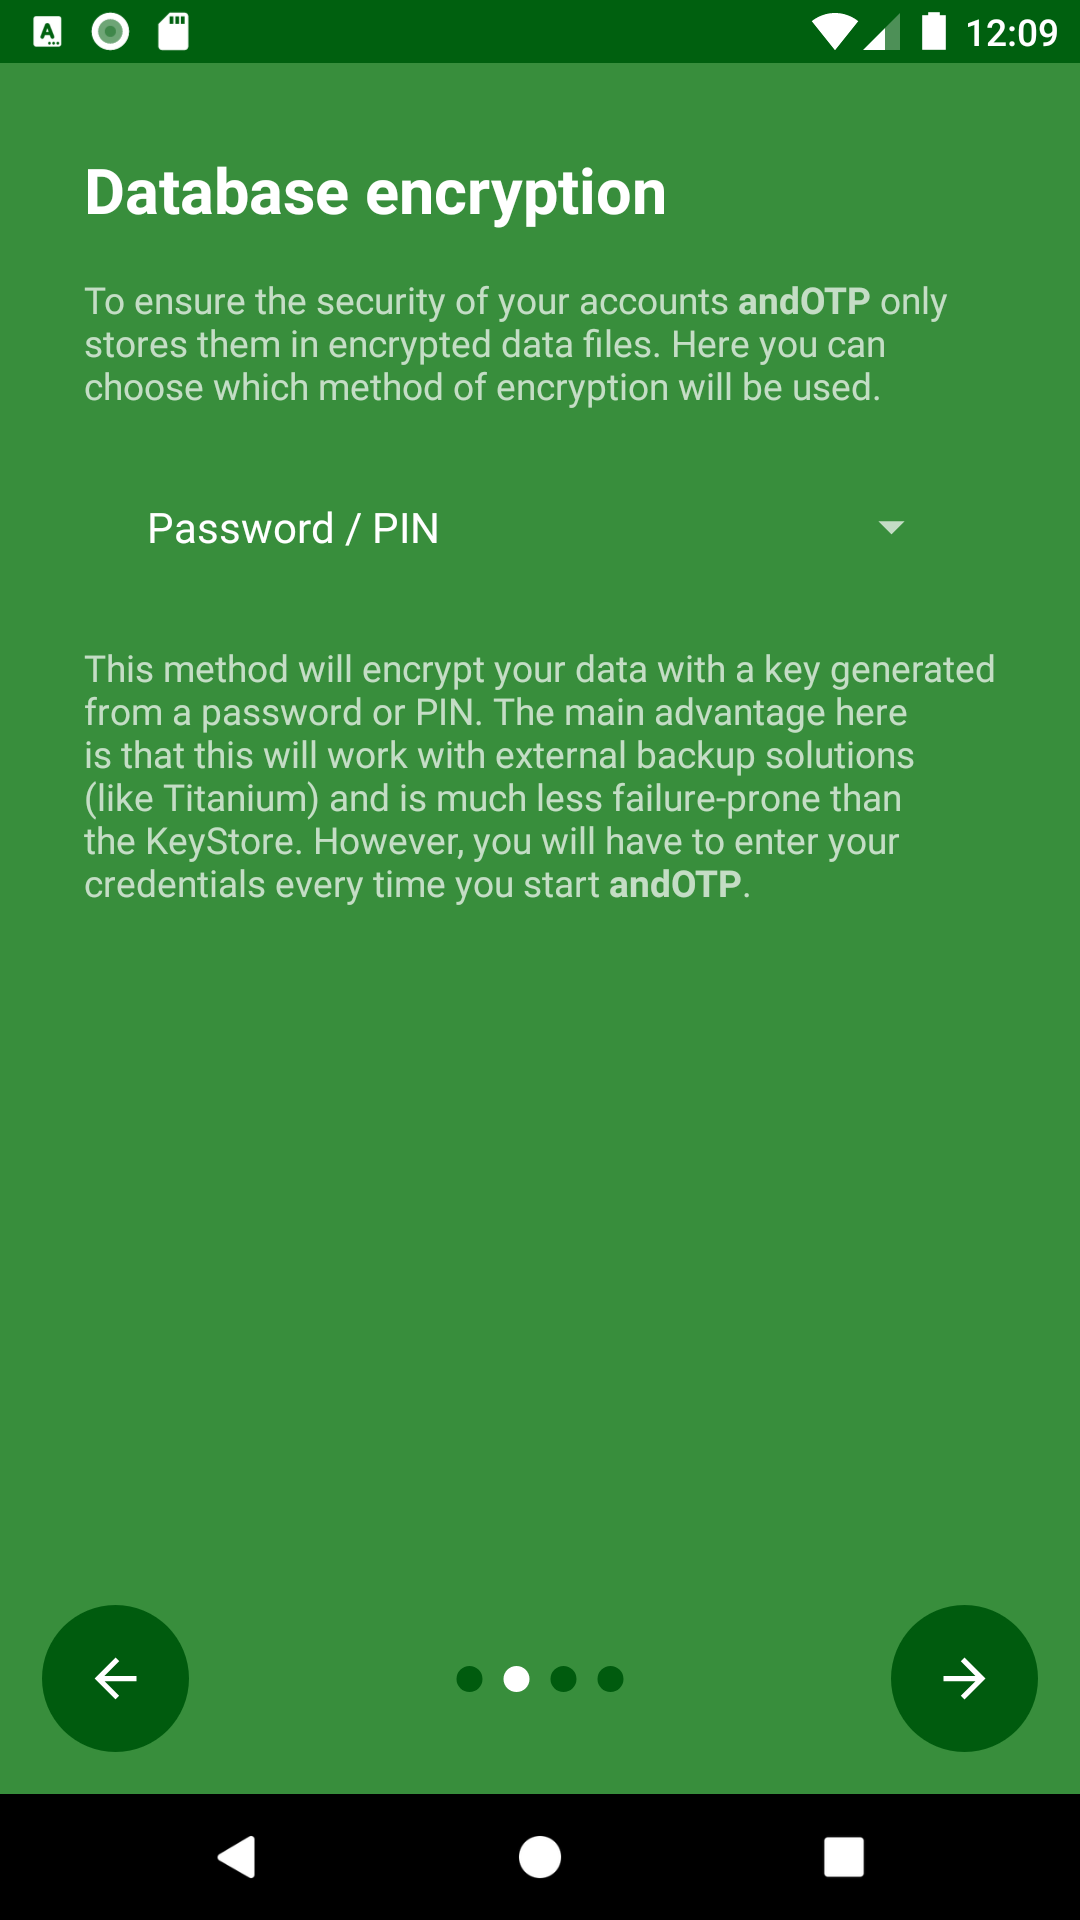 12:09
Database encryption
To ensure the security of your accounts andOTP only
stores them in encrypted data files. Here you can
choose which method of encryption will be used.
Password / PIN
This method will encrypt your data with a key generated
from a password or PIN. The main advantage here
is that this will work with external backup solutions
(like Titanium) and is much less failure-prone than
the KeyStore. However, you will have to enter your
credentials every time you start andOTP.